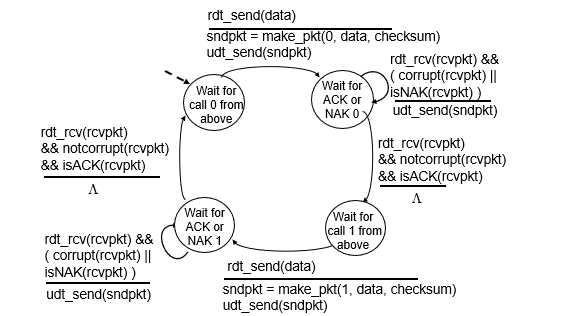 rdt_send(data)
sndpkt = make_pkt(0, data, checksum)
udt_send(sndpkt)
Wait for
call 0 from
above
Wait for
ACK or
NAK 0
rdt_rcv(rcvpkt) &&
( corrupt(rcvpkt) ||
isNAK(rcvpkt) )
udt_send(sndpkt)
rdt_rcv(rcvpkt)
&& notcorrupt(rcvpkt)
&& isACK(rcvpkt)
Λ
rdt_rcv(rcvpkt)
&& notcorrupt(rcvpkt)
&& isACK(rcvpkt)
Λ
Wait for
ACK or
NAK 1
Wait for
call 1 from
above
rdt_rcv(rcvpkt) &&
( corrupt(rcvpkt) ||
isNAK(rcvpkt) )
udt_send(sndpkt)
rdt_send(data)
sndpkt = make_pkt(1, data, checksum)
udt_send(sndpkt)